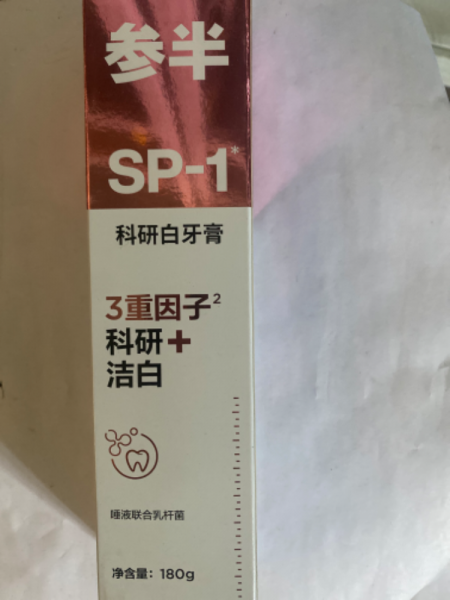 参半
SP-1*
科研白牙膏
3重因子2
科研+
洁白
唾液联合乳杆菌
净含量：180g